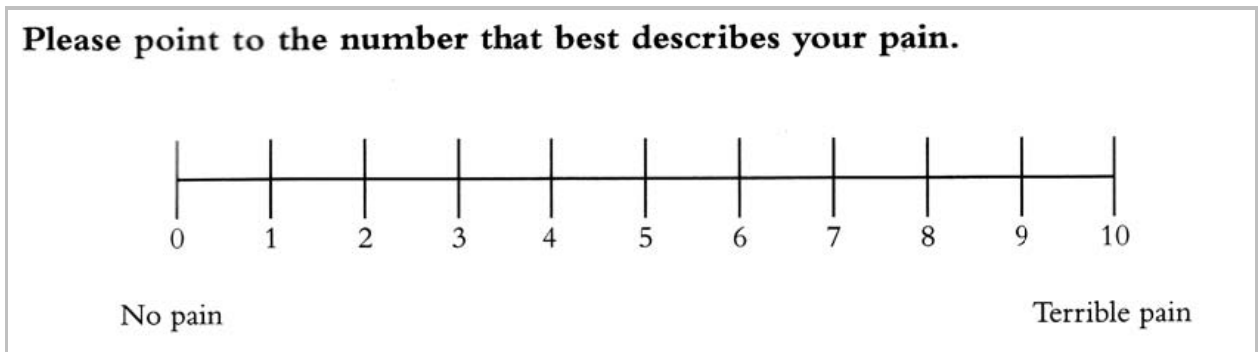 Please point to the number that best describes your pain.
0 1 2 3 4 5 6 7 8 9 10
No pain Terrible pain